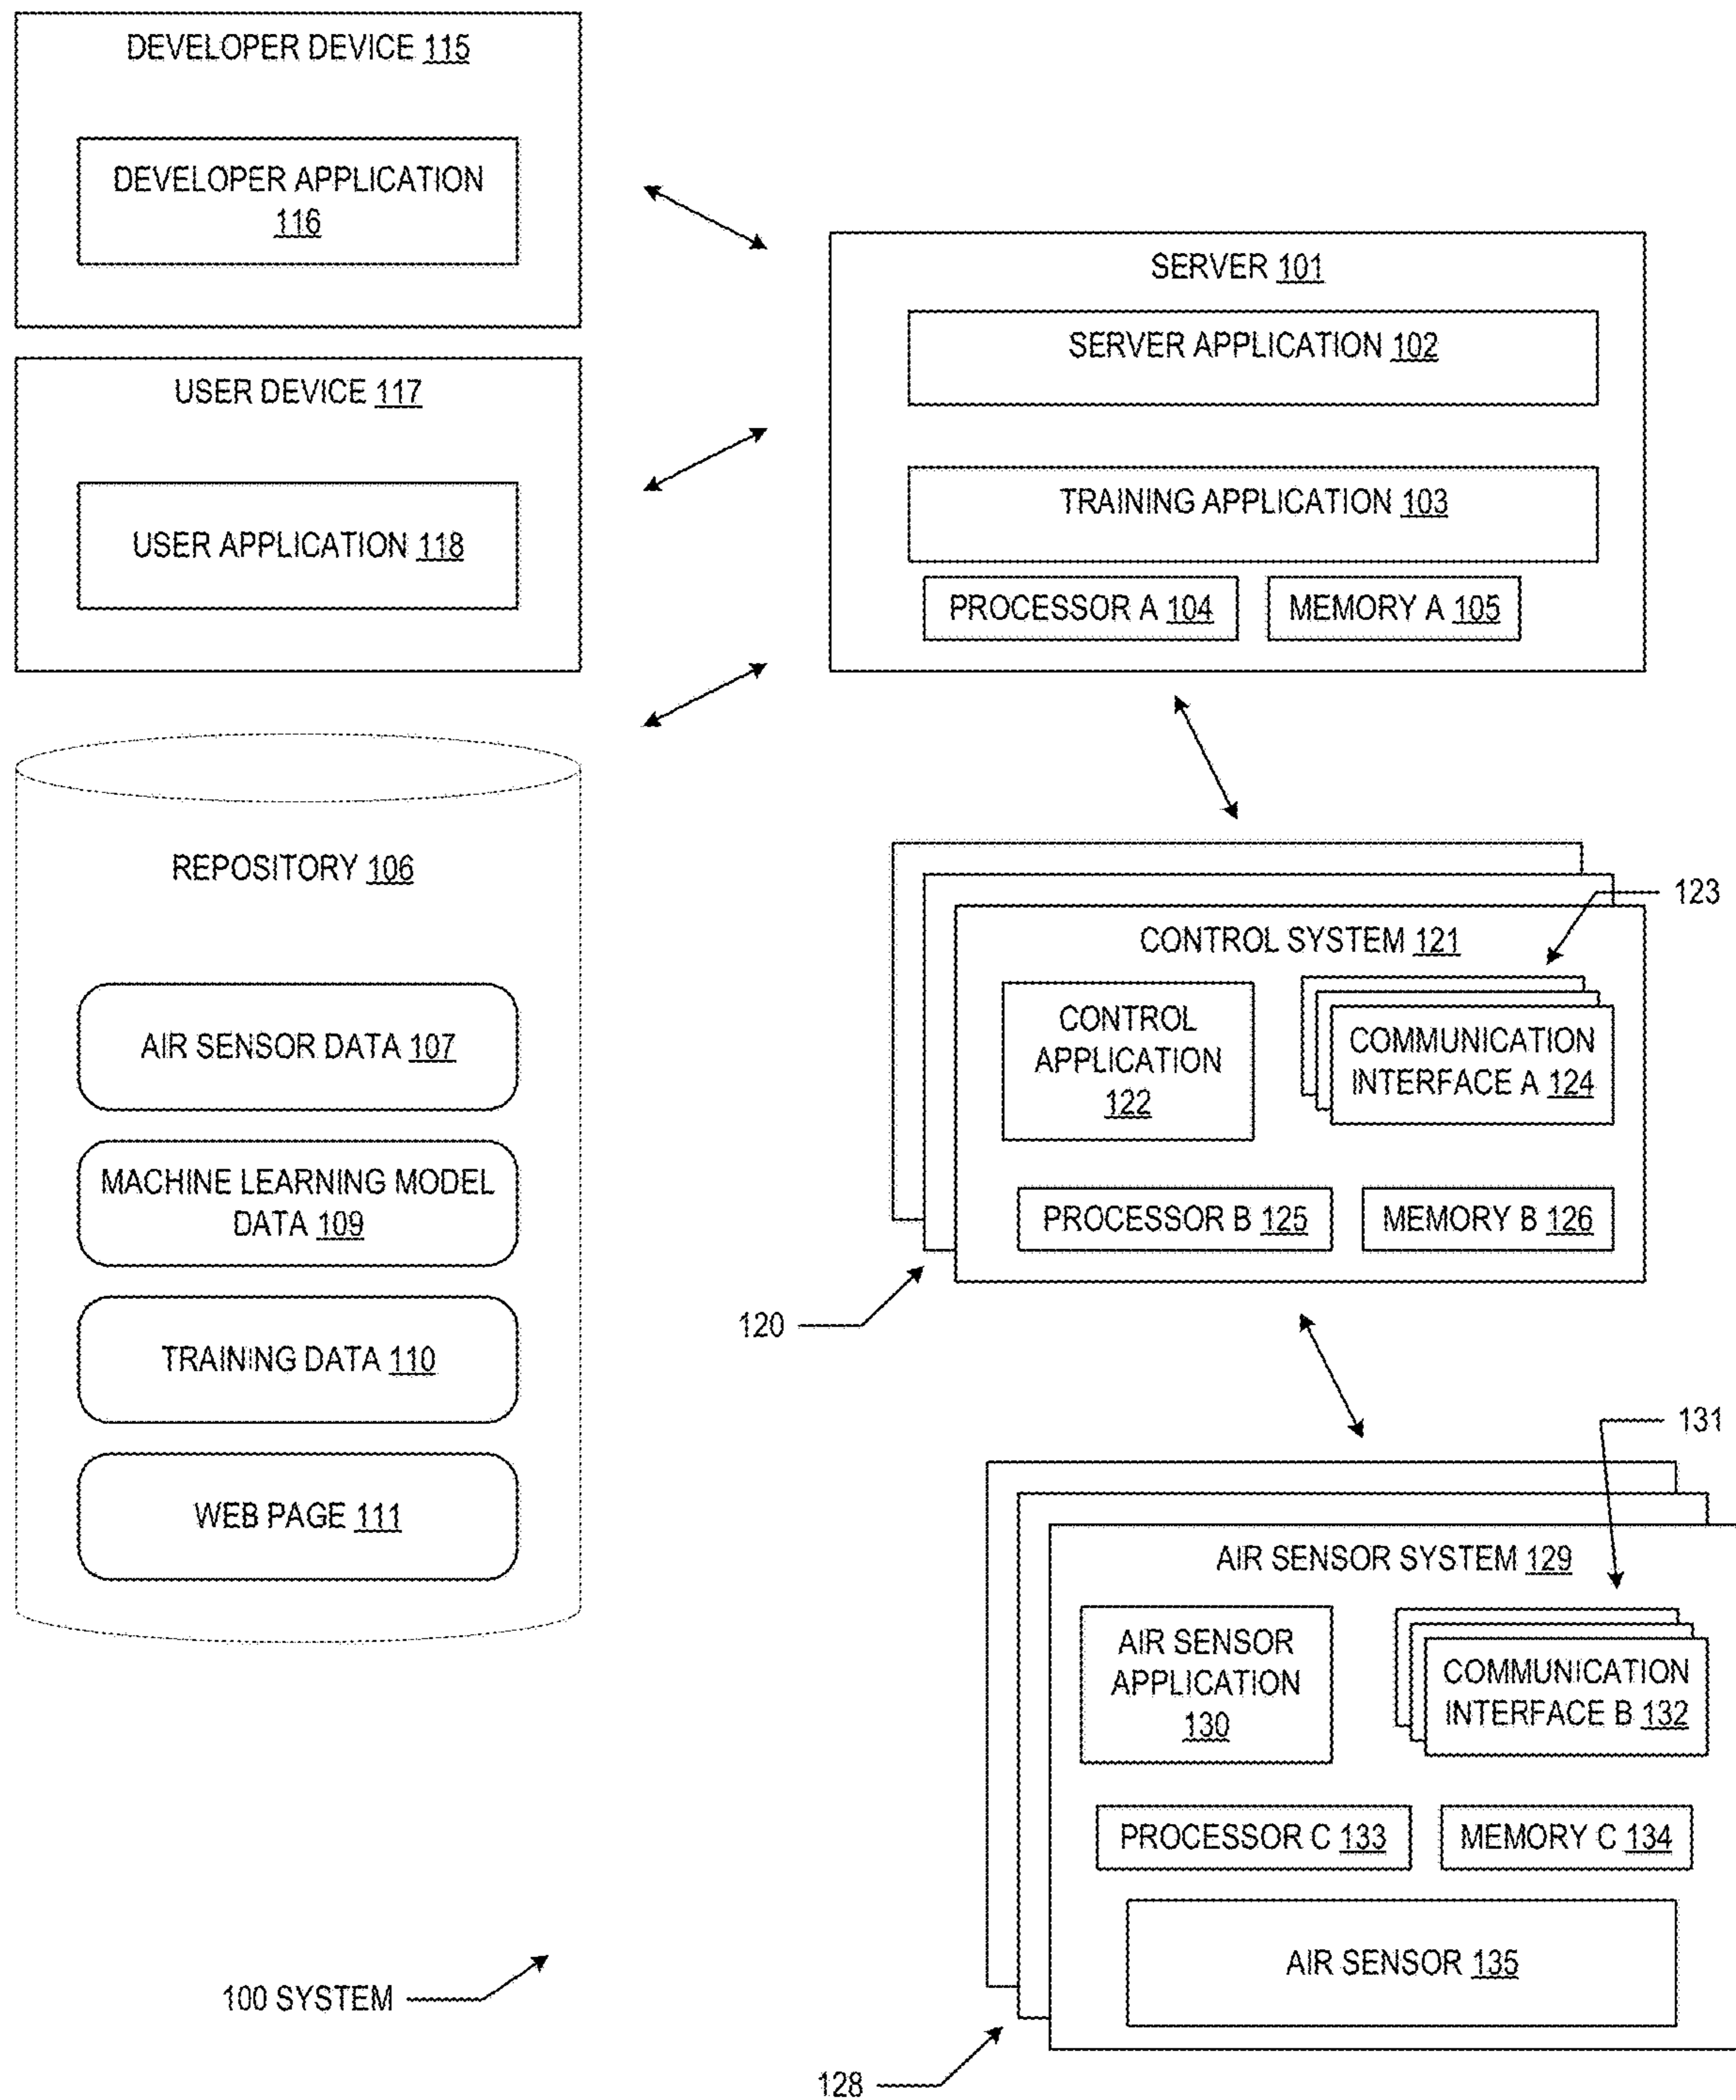 DEVELOPER DEVICE 115
DEVELOPER APPLICATION
116
USER DEVICE 117
USER APPLICATION 118
REPOSITORY 106
AIR SENSOR DATA 107
MACHINE LEARNING MODEL
DATA 109
TRAINING DATA 110
WEB PAGE 111
100 SYSTEM
SERVER 101
SERVER APPLICATION 102
TRAINING APPLICATION 103
PROCESSOR A 104
MEMORY A 105
123
CONTROL SYSTEM 121
CONTROL
APPLICATION
122
COMMUNICATION
INTERFACE A 124
PROCESSOR B 125
MEMORY B 126
120
131
AIR SENSOR SYSTEM 129
AIR SENSOR
APPLICATION
130
COMMUNICATION
INTERFACE B 132
PROCESSOR C 133
MEMORY C 134
AIR SENSOR 135
128